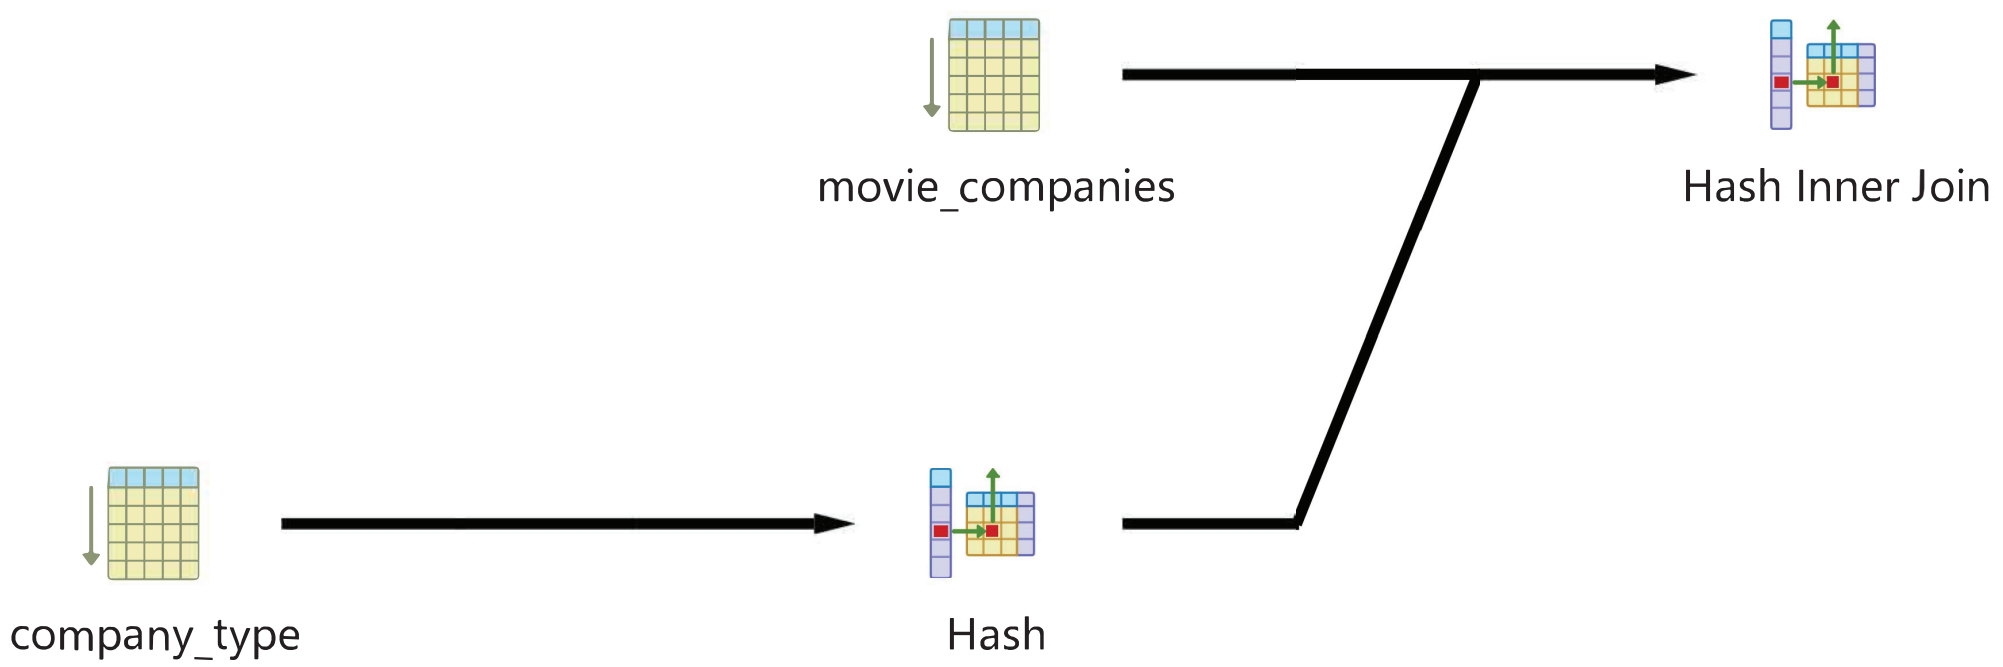 movie_companies
Hash Inner Join
company_type
Hash